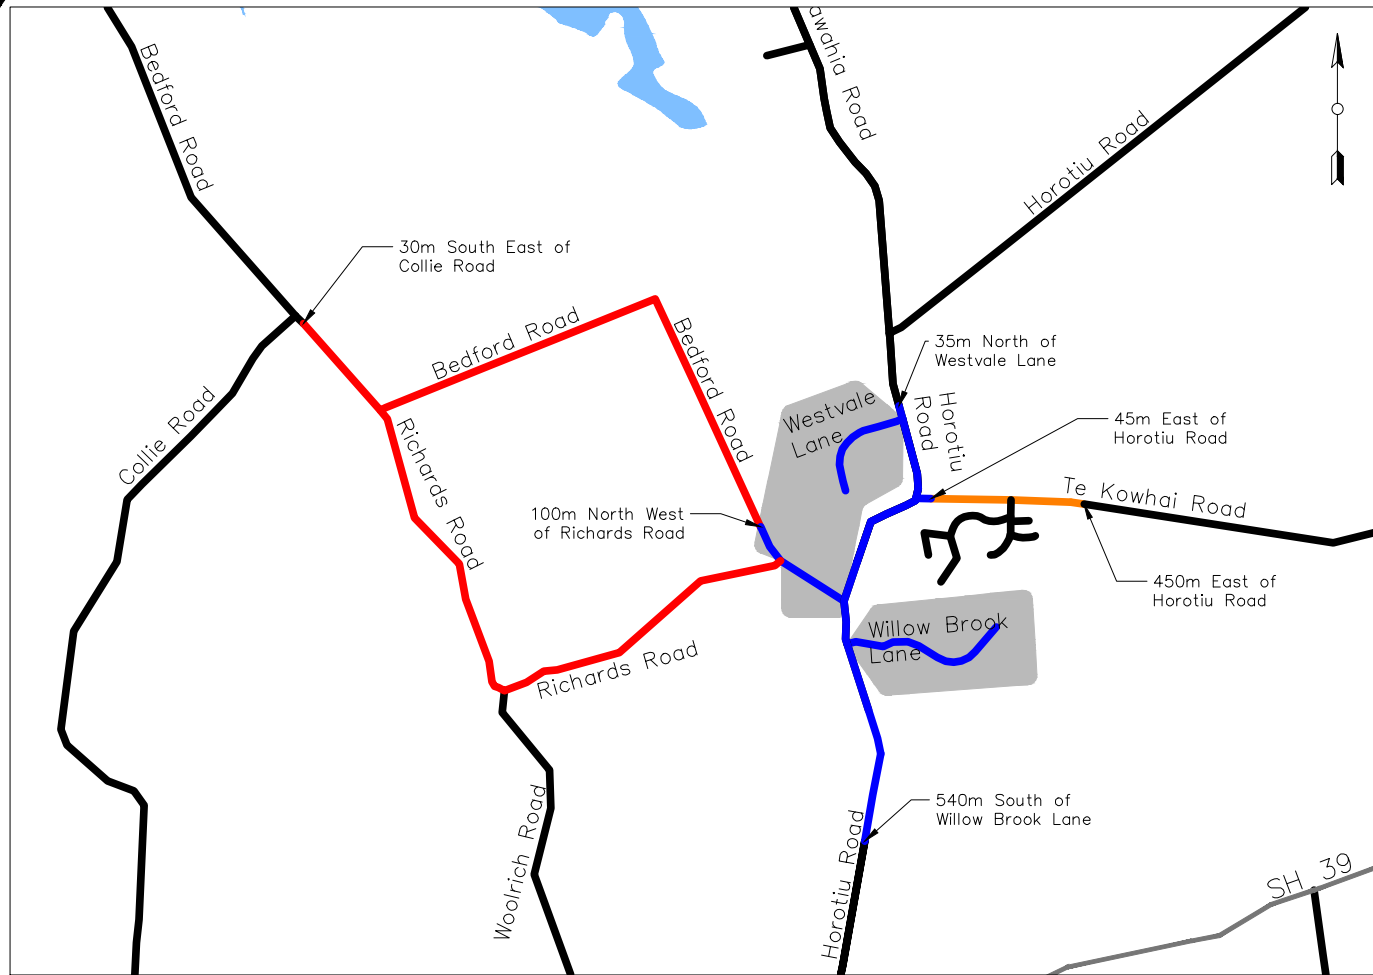 awahia Road
Bedford Road
Horotiu Road
30m South East of
Collie Road
Bedford Road
Bedford Road
35m North of
Westvale Lane
Collie Road
Richards Road
Westvale
Lane
Horotiu
Road
45m East of
Horotiu Road
Te Kowhai Road
100m North West
of Richards Road
450m East of
Horotiu Road
Willow Brook
Lane
Richards Road
Woolrich Road
540m South of
Willow Brook Lane
Horotiu Road
SH 39